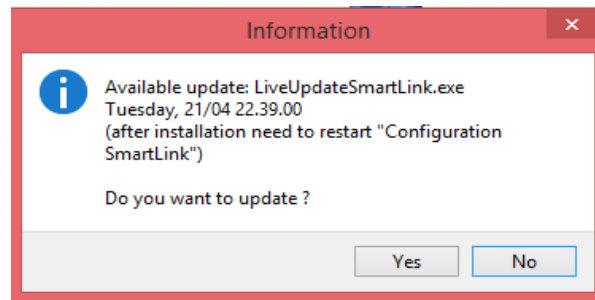 Information
Available update: LiveUpdateSmartLink.exe
Tuesday, 21/04 22.39.00
(after installation need to restart "Configuration
SmartLink")
Do you want to update ?
Yes
No